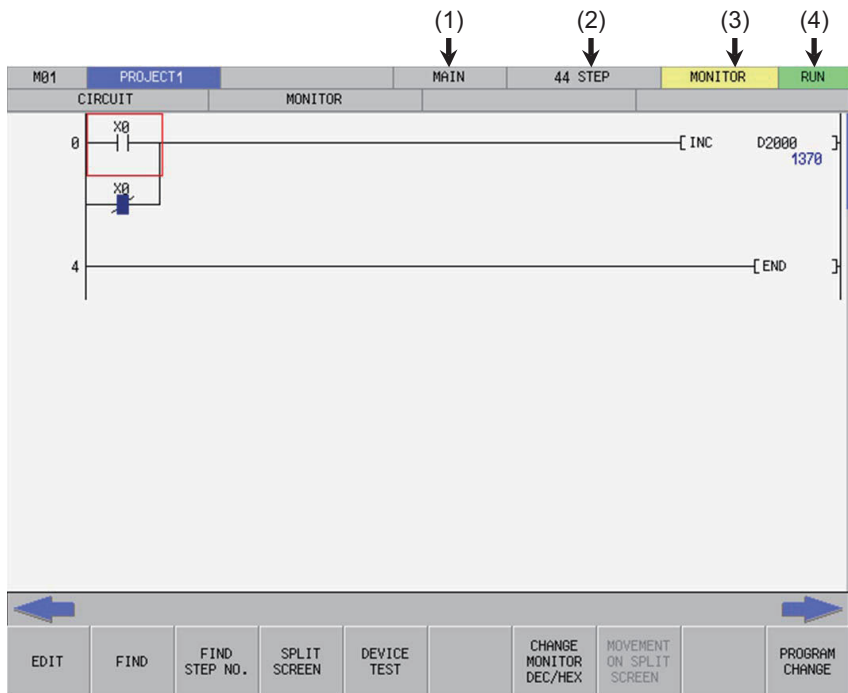 (1) (2) (3) (4)
M01 PROJECT1 MAIN 44 STEP MONITOR RUN
CIRCUIT MONITOR
X0
0 [ INC D2000 ]
1370
X0
4 [ END ]
EDIT FIND FIND STEP NO. SPLIT SCREEN DEVICE TEST CHANGE MONITOR DEC/HEX MOVEMENT ON SPLIT SCREEN PROGRAM CHANGE